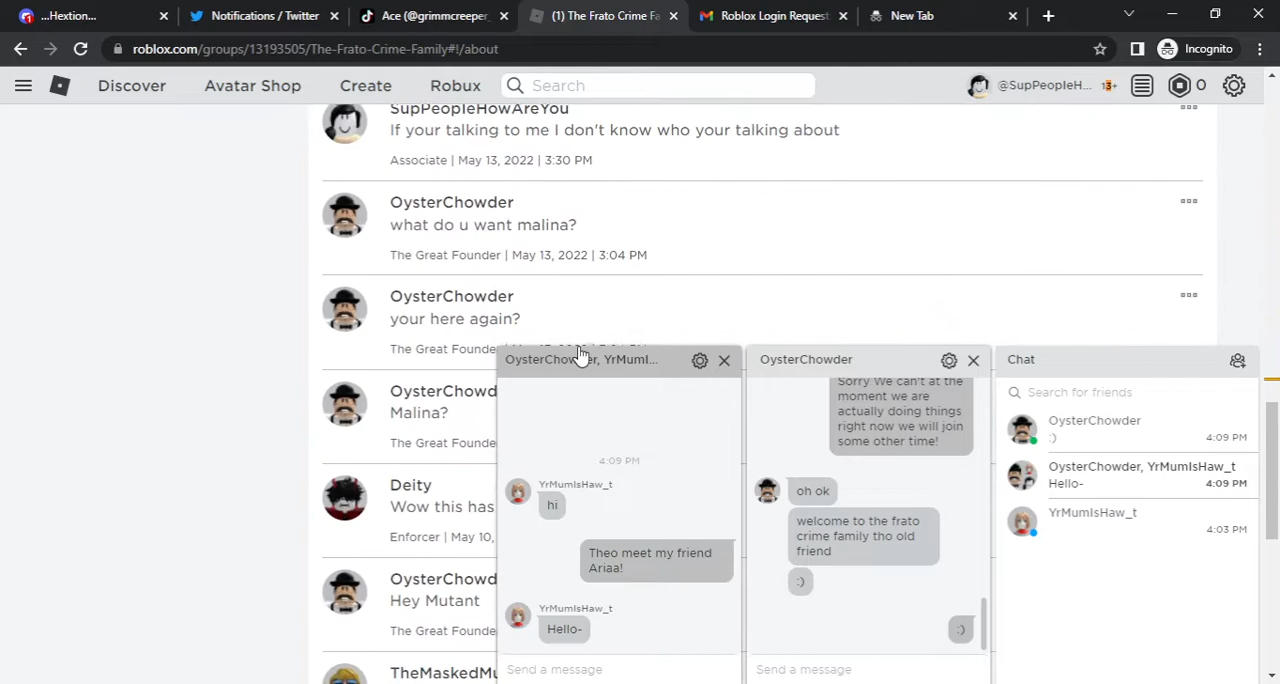 ...Hextion...
Notifications / Twitter
Ace (@grimmcreeper_
(1) The Frato Crime Fa
Roblox Login Request
New Tab
roblox.com/groups/13193505/The-Frato-Crime-Family#!/about
Incognito
Discover
Avatar Shop
Create
Robux
Search
@SupPeopleH...
13+
0
SupPeopleHowAreYou
If your talking to me I don't know who your talking about
Associate | May 13, 2022 | 3:30 PM
OysterChowder
what do u want malina?
The Great Founder | May 13, 2022 | 3:04 PM
OysterChowder
your here again?
The Great Founder
OysterChowd
Malina?
The Great Founder
Deity
Wow this has
Enforcer | May 10,
OysterChowd
Hey Mutant
The Great Founder
TheMaskedMu
OysterChowder, YrMumI...
4:09 PM
YrMumIsHaw_t
hi
Theo meet my friend
Ariaa!
YrMumIsHaw_t
Hello-
Send a message
OysterChowder
Sorry We can't at the
moment we are
actually doing things
right now we will join
some other time!
oh ok
welcome to the frato
crime family tho old
friend
:)
:)
Send a message
Chat
Search for friends
OysterChowder
:)
4:09 PM
OysterChowder, YrMumIsHaw_t
Hello-
4:09 PM
YrMumIsHaw_t
4:03 PM